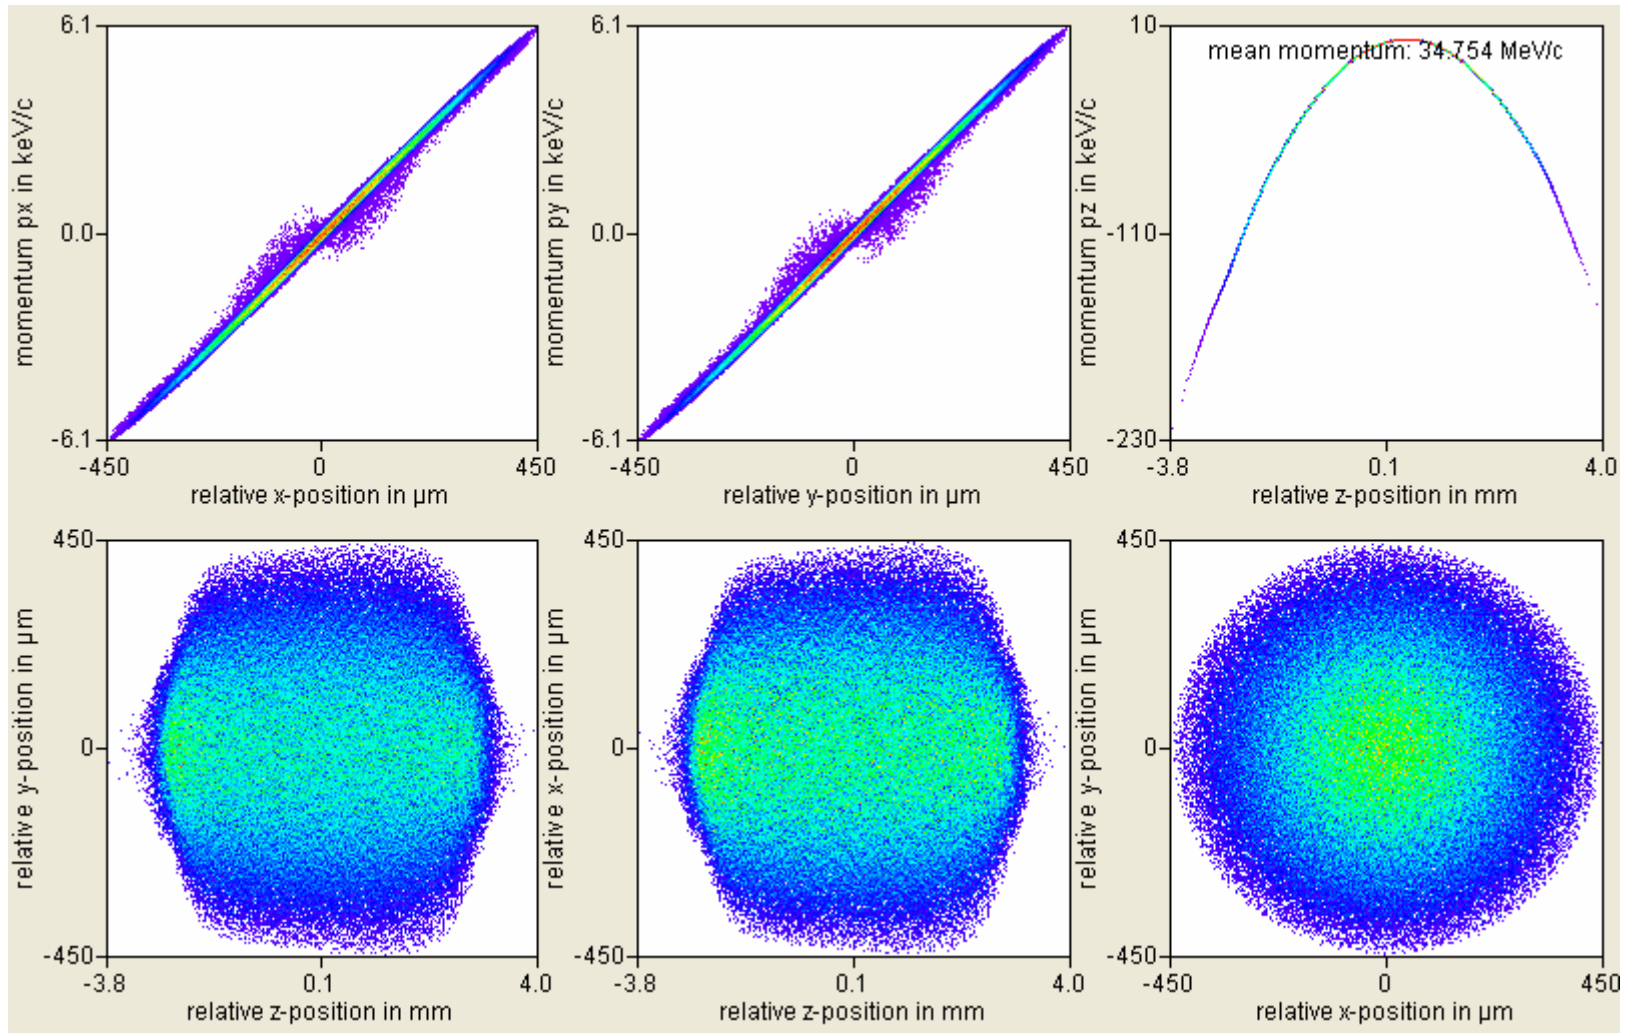 6.1
0.0
-6.1
momentum px in keV/c
-450
0
450
relative x-position in µm
6.1
0.0
-6.1
momentum py in keV/c
-450
0
450
relative y-position in µm
10
-110
-230
momentum pz in keV/c
mean momentum: 34.754 MeV/c
-3.8
0.1
4.0
relative z-position in mm
450
0
-450
relative y-position in µm
-3.8
0.1
4.0
relative z-position in mm
450
0
-450
relative x-position in µm
-3.8
0.1
4.0
relative z-position in mm
450
0
-450
relative y-position in µm
-450
0
450
relative x-position in µm